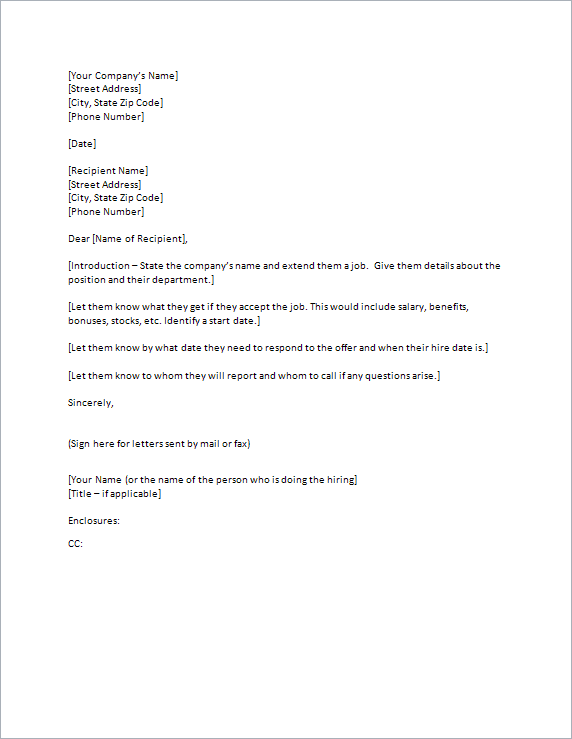 [Your Company's Name]
[Street Address]
[City, State Zip Code]
[Phone Number]
[Date]
[Recipient Name]
[Street Address]
[City, State Zip Code]
[Phone Number]
Dear [Name of Recipient],
[Introduction – State the company's name and extend them a job.  Give them details about the
position and their department.]
[Let them know what they get if they accept the job. This would include salary, benefits,
bonuses, stocks, etc. Identify a start date.]
[Let them know by what date they need to respond to the offer and when their hire date is.]
[Let them know to whom they will report and whom to call if any questions arise.]
Sincerely,
(Sign here for letters sent by mail or fax)
[Your Name (or the name of the person who is doing the hiring]
[Title – if applicable]
Enclosures:
CC: